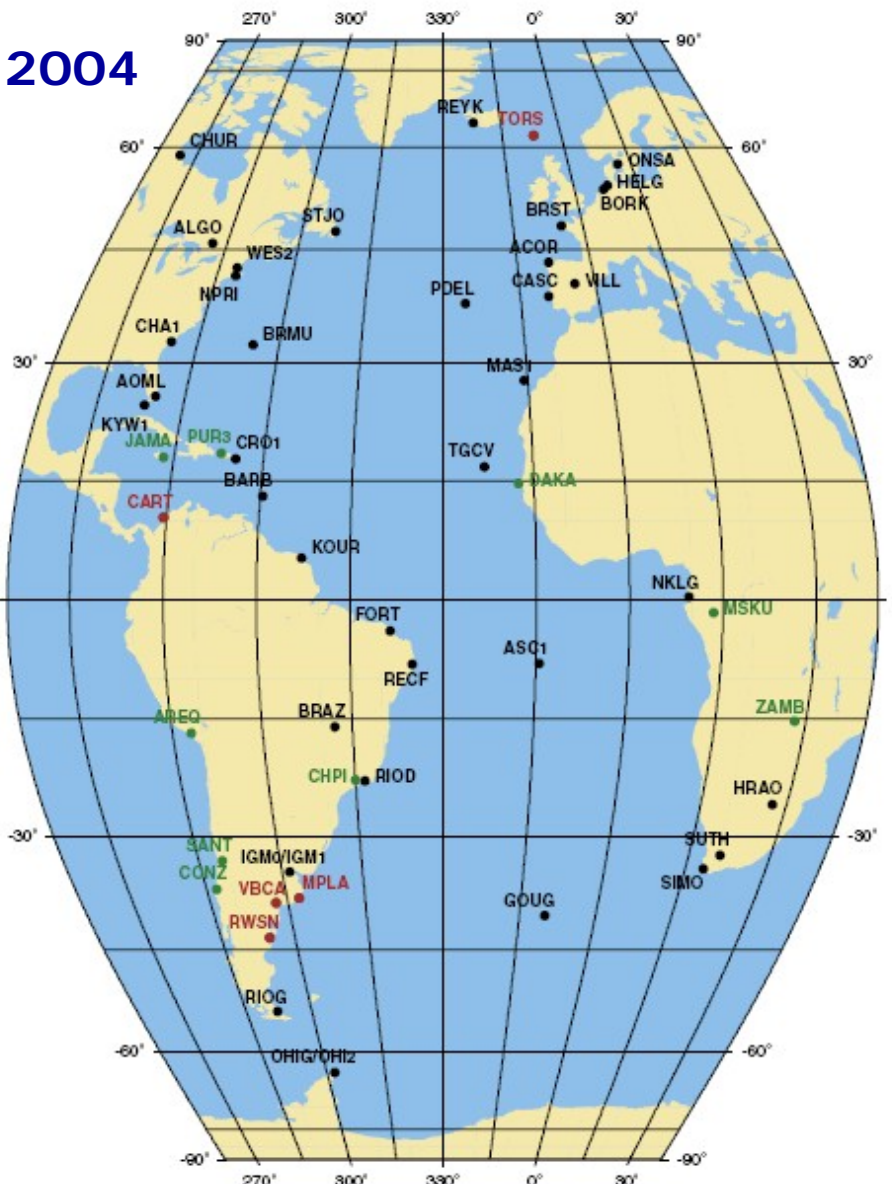 270° 300° 330° 0° 30°
90° 90°
2004
REYK
TORS
60° 60°
CHUR
ONSA
HELG
BORK
STJO
BRST
ALGO
ACOR
WES2
CASC VILL
NPRI
PDEL
CHA1
BRMU
30° 30°
MAS1
AOML
KYW1
JAMA PUR3 CRO1
TGCV
BARB
DAKA
CART
KOUR
NKLG
MSKU
FORT
ASC1
RECF
AREQ
BRAZ
ZAMB
CHPI RIOD
HRAO
-30° -30°
SANT
SUTH
IGM0/IGM1
CONZ
SIMO
VBCA MPLA
GOUG
RWSN
RIOG
-60° -60°
OHIG/OHI2
-90° -90°
270° 300° 330° 0° 30°